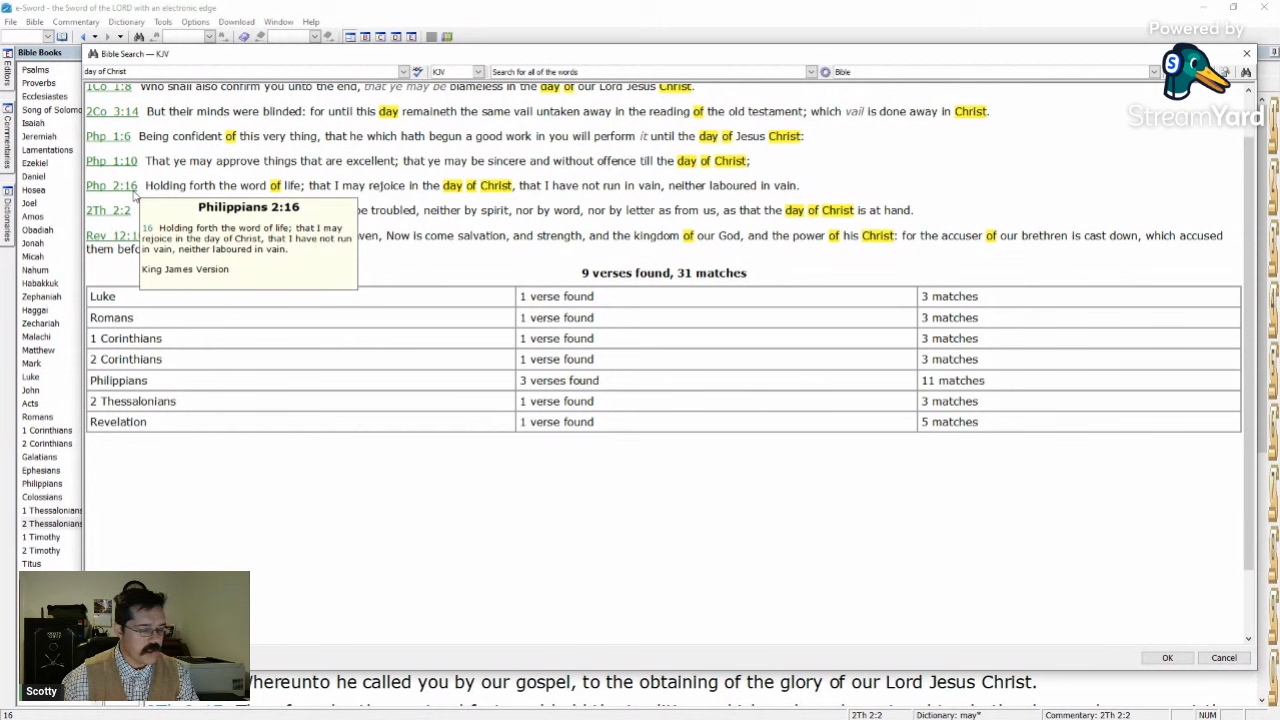 e-Sword - the Sword of the LORD with an electronic edge
File Bible Commentary Dictionary Tools Options Download Window Help
Powered by
StreamYard
Bible Search — KJV
day of Christ KJV Search for all of the words Bible
1Co 1:8 Who shall also confirm you unto the end, that ye may be blameless in the day of our Lord Jesus Christ.
2Co 3:14 But their minds were blinded: for until this day remaineth the same vail untaken away in the reading of the old testament; which vail is done away in Christ.
Php 1:6 Being confident of this very thing, that he which hath begun a good work in you will perform it until the day of Jesus Christ:
Php 1:10 That ye may approve things that are excellent; that ye may be sincere and without offence till the day of Christ;
Php 2:16 Holding forth the word of life; that I may rejoice in the day of Christ, that I have not run in vain, neither laboured in vain.
2Th 2:2 be troubled, neither by spirit, nor by word, nor by letter as from us, as that the day of Christ is at hand.
Rev 12:1 ven, Now is come salvation, and strength, and the kingdom of our God, and the power of his Christ: for the accuser of our brethren is cast down, which accused
them befo
Philippians 2:16
16 Holding forth the word of life; that I may
rejoice in the day of Christ, that I have not run
in vain, neither laboured in vain.
King James Version
9 verses found, 31 matches
Luke 1 verse found 3 matches
Romans 1 verse found 3 matches
1 Corinthians 1 verse found 3 matches
2 Corinthians 1 verse found 3 matches
Philippians 3 verses found 11 matches
2 Thessalonians 1 verse found 3 matches
Revelation 1 verse found 5 matches
OK Cancel
Editors
Commentaries
Dictionaries
Bible Books
Psalms
Proverbs
Ecclesiastes
Song of Solomo
Isaiah
Jeremiah
Lamentations
Ezekiel
Daniel
Hosea
Joel
Amos
Obadiah
Jonah
Micah
Nahum
Habakkuk
Zephaniah
Haggai
Zechariah
Malachi
Matthew
Mark
Luke
John
Acts
Romans
1 Corinthians
2 Corinthians
Galatians
Ephesians
Philippians
Colossians
1 Thessalonians
2 Thessalonians
1 Timothy
2 Timothy
Titus
Scotty
Whereunto he called you by our gospel, to the obtaining of the glory of our Lord Jesus Christ.
16 2Th 2:2 Dictionary: may" Commentary: 2Th 2:2 NUM